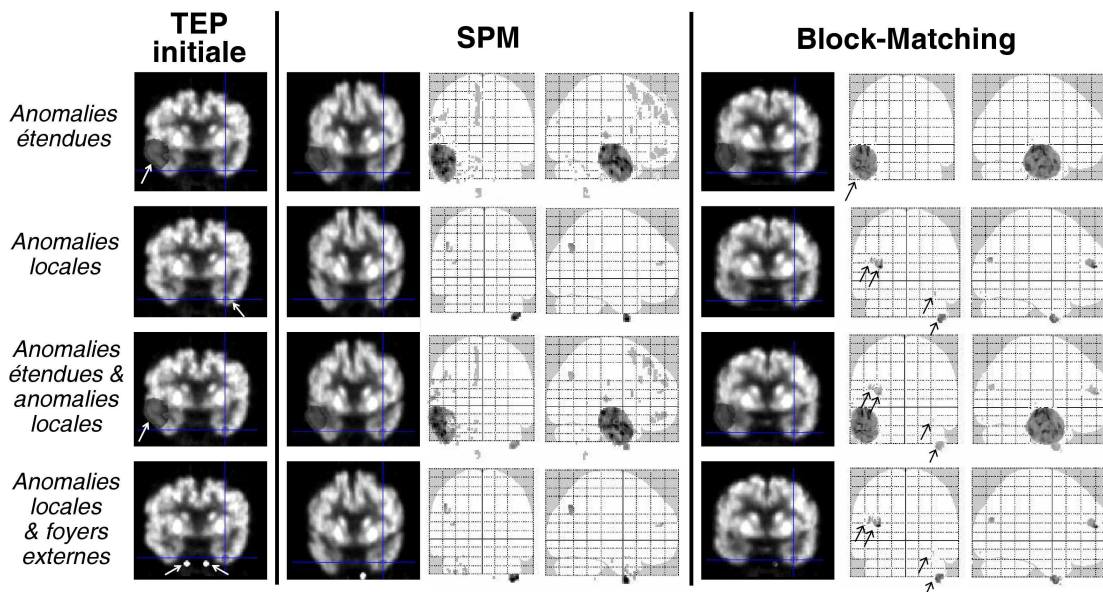 TEP
initiale
SPM
Block-Matching
Anomalies
étendues
Anomalies
locales
Anomalies
étendues &
anomalies
locales
Anomalies
locales
& foyers
externes